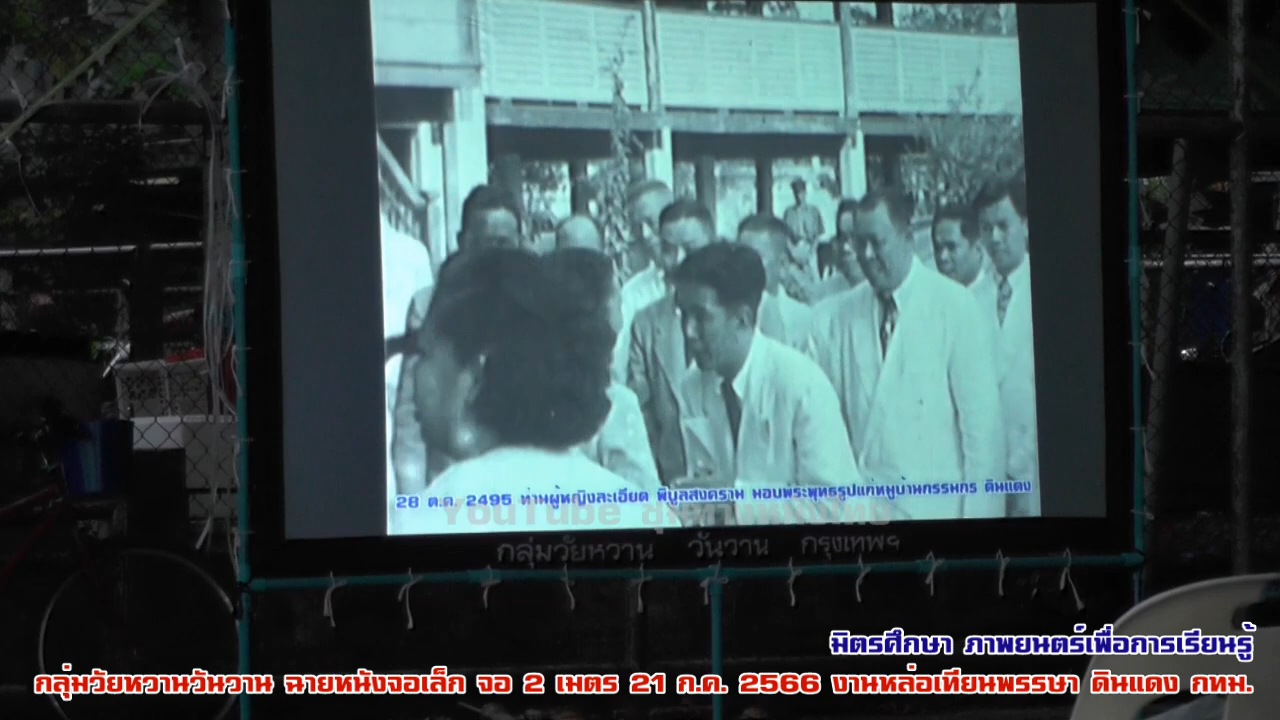 28 ต.ค. 2495 ท่านผู้หญิงละเอียด พิบูลสงคราม มอบพระพุทธรูปแก่หมู่บ้านกรรมกร ดินแดง
YouTube
กลุ่มวัยหวาน วันวาน กรุงเทพฯ
มิตรศึกษา ภาพยนตร์เพื่อการเรียนรู้
กลุ่มวัยหวานวันวาน ฉายหนังจอเล็ก จอ 2 เมตร 21 ก.ค. 2566 งานหล่อเทียนพรรษา ดินแดง กทม.